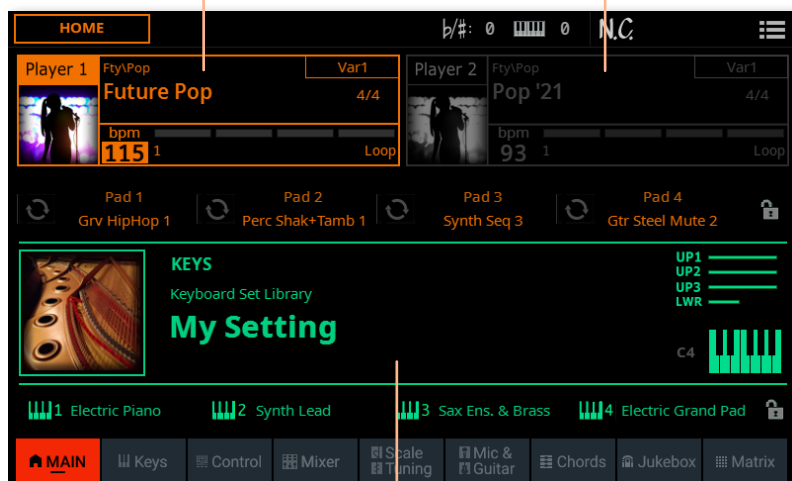 HOME
b/#: 0 0 N.C.
Player 1 Fty\Pop Var1
Future Pop 4/4
bpm
115 1 Loop
Player 2 Fty\Pop Var1
Pop '21 4/4
bpm
93 1 Loop
Pad 1
Grv HipHop 1
Pad 2
Perc Shak+Tamb 1
Pad 3
Synth Seq 3
Pad 4
Gtr Steel Mute 2
KEYS
Keyboard Set Library
My Setting
UP1
UP2
UP3
LWR
C4
1 Electric Piano
2 Synth Lead
3 Sax Ens. & Brass
4 Electric Grand Pad
MAIN
Keys
Control
Mixer
Scale
Tuning
Mic &
Guitar
Chords
Jukebox
Matrix